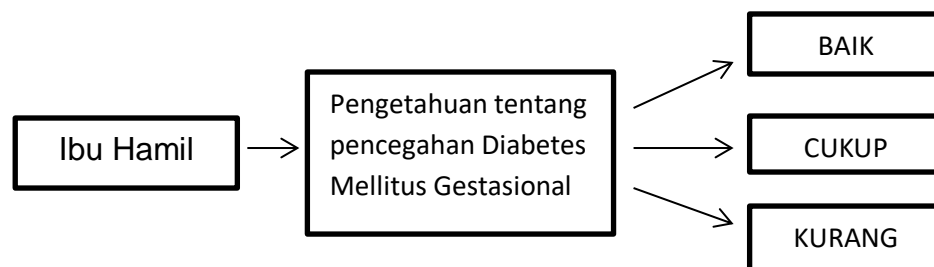 Ibu Hamil
Pengetahuan tentang
pencegahan Diabetes
Mellitus Gestasional
BAIK
CUKUP
KURANG